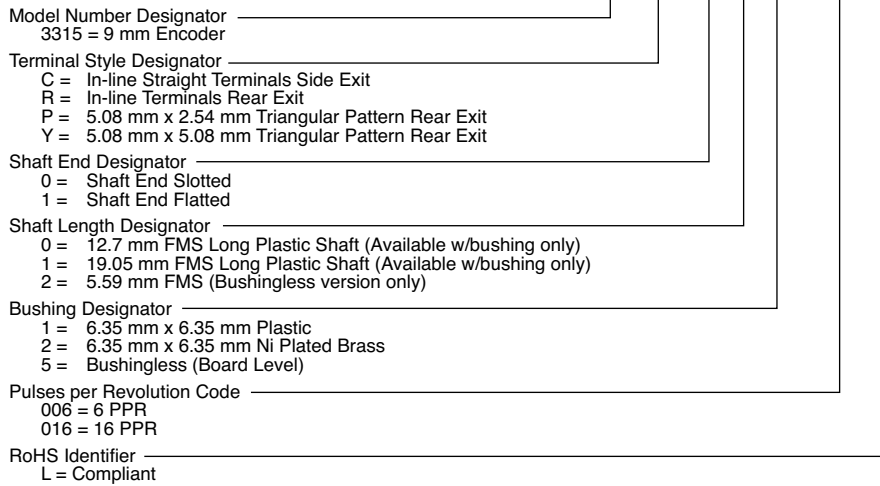 Model Number Designator
3315 = 9 mm Encoder
Terminal Style Designator
C = In-line Straight Terminals Side Exit
R = In-line Terminals Rear Exit
P = 5.08 mm x 2.54 mm Triangular Pattern Rear Exit
Y = 5.08 mm x 5.08 mm Triangular Pattern Rear Exit
Shaft End Designator
0 = Shaft End Slotted
1 = Shaft End Flatted
Shaft Length Designator
0 = 12.7 mm FMS Long Plastic Shaft (Available w/bushing only)
1 = 19.05 mm FMS Long Plastic Shaft (Available w/bushing only)
2 = 5.59 mm FMS (Bushingless version only)
Bushing Designator
1 = 6.35 mm x 6.35 mm Plastic
2 = 6.35 mm x 6.35 mm Ni Plated Brass
5 = Bushingless (Board Level)
Pulses per Revolution Code
006 = 6 PPR
016 = 16 PPR
RoHS Identifier
L = Compliant